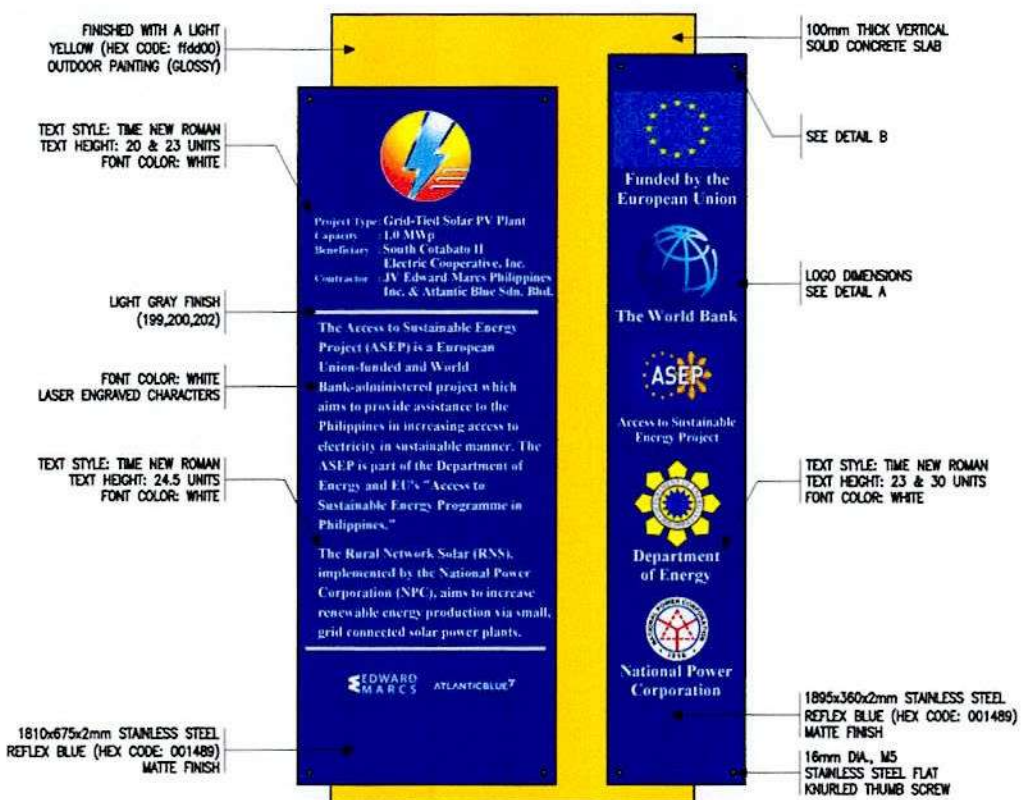 FINISHED WITH A LIGHT
YELLOW (HEX CODE: ffdd00)
OUTDOOR PAINTING (GLOSSY)
TEXT STYLE: TIME NEW ROMAN
TEXT HEIGHT: 20 & 23 UNITS
FONT COLOR: WHITE
LIGHT GRAY FINISH
(199,200,202)
FONT COLOR: WHITE
LASER ENGRAVED CHARACTERS
TEXT STYLE: TIME NEW ROMAN
TEXT HEIGHT: 24.5 UNITS
FONT COLOR: WHITE
1810x675x2mm STAINLESS STEEL
REFLEX BLUE (HEX CODE: 001489)
MATTE FINISH
Project Type: Grid-Tied Solar PV Plant
Capacity : 1.0 MWp
Beneficiary : South Cotabato II
Electric Cooperative, Inc.
Contractor : JV Edward Marcs Philippines
Inc. & Atlantic Blue Sdn. Bhd.
The Access to Sustainable Energy
Project (ASEP) is a European
Union-funded and World
Bank-administered project which
aims to provide assistance to the
Philippines in increasing access to
electricity in sustainable manner. The
ASEP is part of the Department of
Energy and EU's "Access to
Sustainable Energy Programme in
Philippines."
The Rural Network Solar (RNS),
implemented by the National Power
Corporation (NPC), aims to increase
renewable energy production via small,
grid connected solar power plants.
EDWARD
MARCS
ATLANTICBLUE7
Funded by the
European Union
The World Bank
ASEP
Access to Sustainable
Energy Project
Department
of Energy
NATIONAL POWER CORPORATION
1936
National Power
Corporation
100mm THICK VERTICAL
SOLID CONCRETE SLAB
SEE DETAIL B
LOGO DIMENSIONS
SEE DETAIL A
TEXT STYLE: TIME NEW ROMAN
TEXT HEIGHT: 23 & 30 UNITS
FONT COLOR: WHITE
1895x360x2mm STAINLESS STEEL
REFLEX BLUE (HEX CODE: 001489)
MATTE FINISH
16mm DIA., M5
STAINLESS STEEL FLAT
KNURLED THUMB SCREW